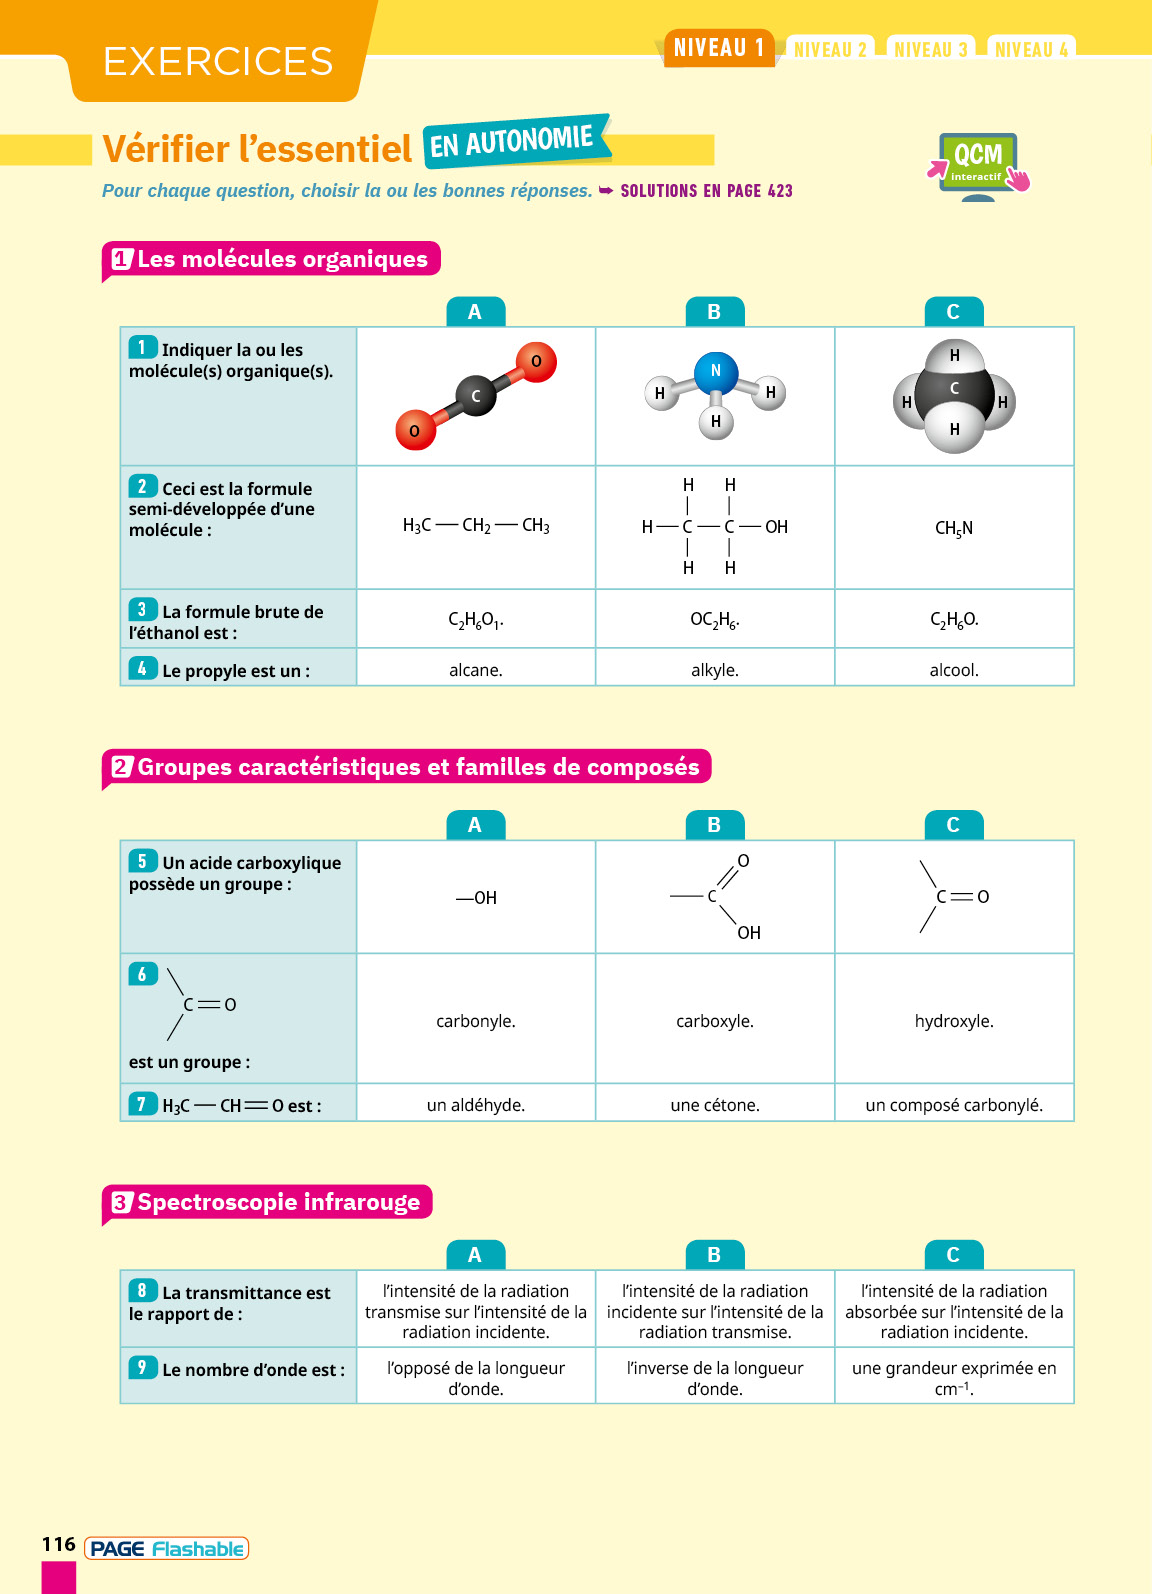 EXERCICES
NIVEAU 1 NIVEAU 2 NIVEAU 3 NIVEAU 4
Vérifier l’essentiel EN AUTONOMIE
QCM
interactif
Pour chaque question, choisir la ou les bonnes réponses. ➥ SOLUTIONS EN PAGE 423
1 Les molécules organiques
A B C
1 Indiquer la ou les
molécule(s) organique(s).
O
C
O
N
H H
H
H
C
H H
H
2 Ceci est la formule
semi-développée d’une
molécule :
H₃C — CH₂ — CH₃
H H
H — C — C — OH
H H
CH₅N
3 La formule brute de
l’éthanol est :
C₂H₆O₁.
OC₂H₆.
C₂H₆O.
4 Le propyle est un :
alcane.
alkyle.
alcool.
2 Groupes caractéristiques et familles de composés
A B C
5 Un acide carboxylique
possède un groupe :
—OH
O
— C
OH
C = O
6
C = O
est un groupe :
carbonyle.
carboxyle.
hydroxyle.
7 H₃C — CH = O est :
un aldéhyde.
une cétone.
un composé carbonylé.
3 Spectroscopie infrarouge
A B C
8 La transmittance est
le rapport de :
l’intensité de la radiation
transmise sur l’intensité de la
radiation incidente.
l’intensité de la radiation
incidente sur l’intensité de la
radiation transmise.
l’intensité de la radiation
absorbée sur l’intensité de la
radiation incidente.
9 Le nombre d’onde est :
l’opposé de la longueur
d’onde.
l’inverse de la longueur
d’onde.
une grandeur exprimée en
cm⁻¹.
116 PAGE Flashable